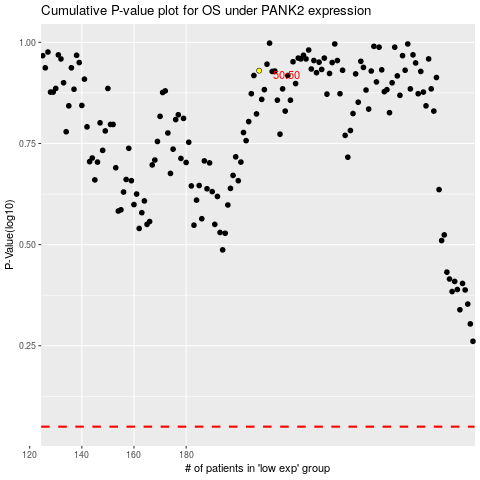 Cumulative P-value plot for OS under PANK2 expression
1.00
0.75
0.50
0.25
P-Value(log10)
50:50
120 140 160 180
# of patients in 'low exp' group